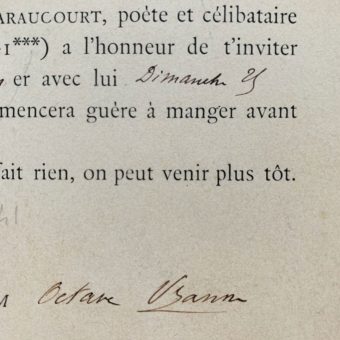 ARAUCOURT, poète et célibataire
I***) a l'honneur de t'inviter
er avec lui Dimanche 25
mencera guère à manger avant
fait rien, on peut venir plus tôt.
M Octave Uzanne